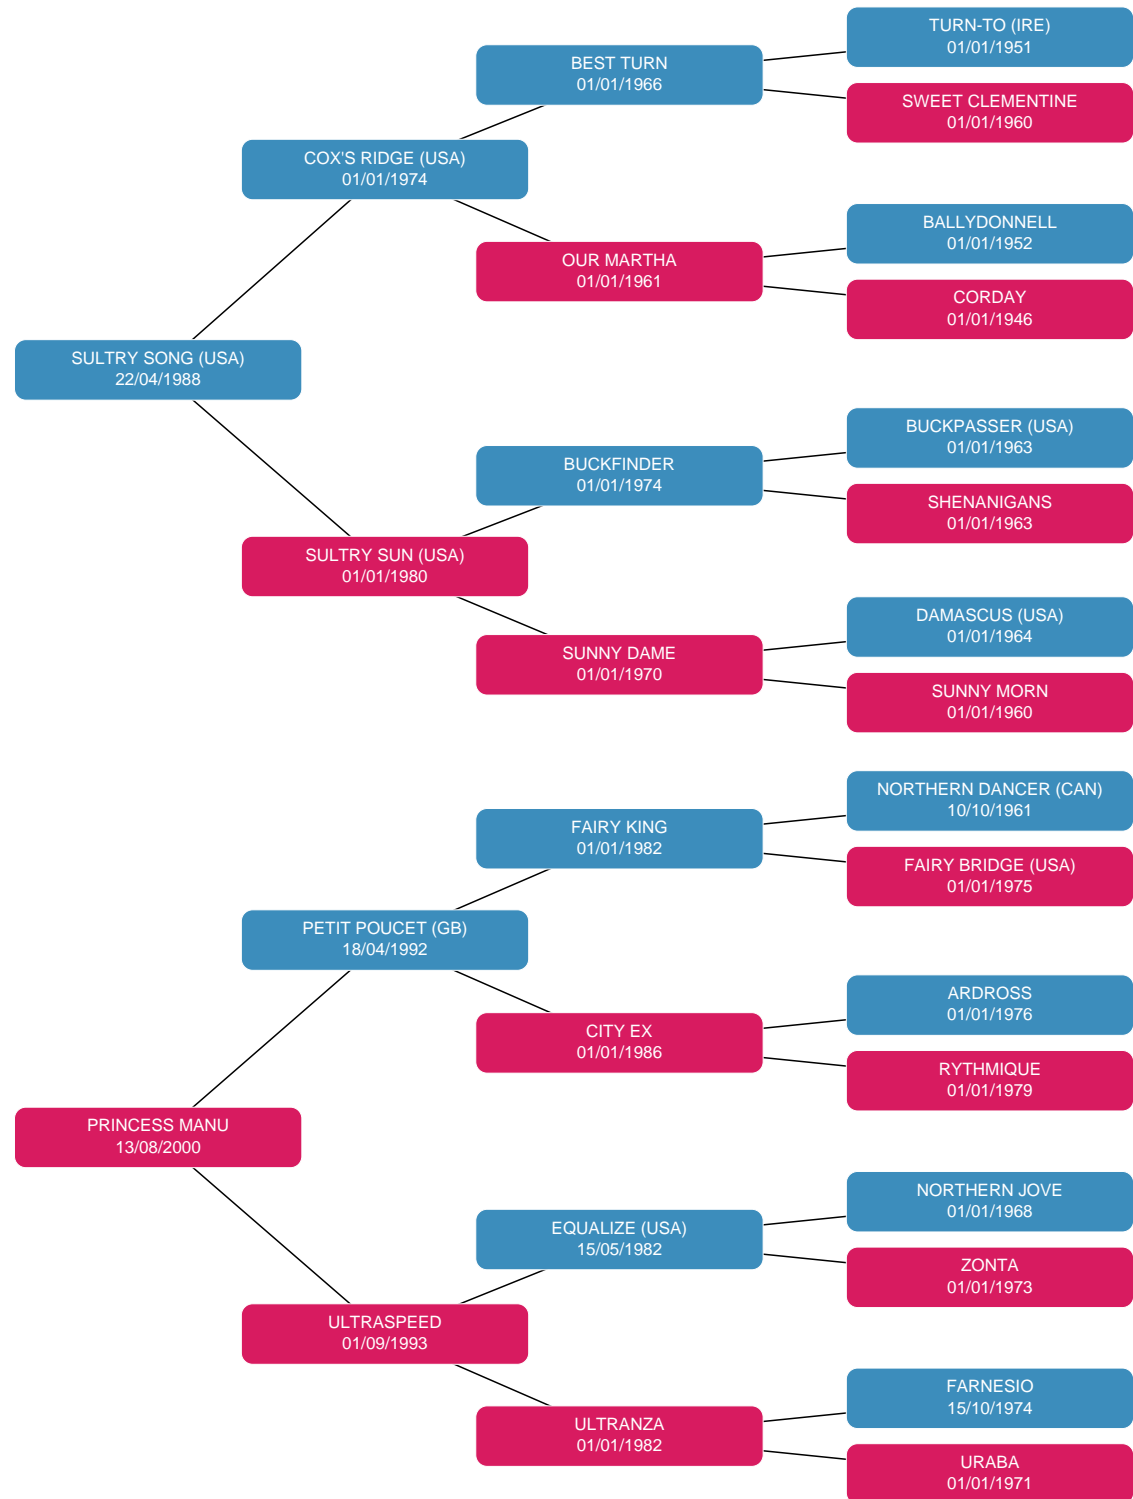 TURN-TO (IRE)
01/01/1951
BEST TURN
01/01/1966
SWEET CLEMENTINE
01/01/1960
COX'S RIDGE (USA)
01/01/1974
BALLYDONNELL
01/01/1952
OUR MARTHA
01/01/1961
CORDAY
01/01/1946
SULTRY SONG (USA)
22/04/1988
BUCKPASSER (USA)
01/01/1963
BUCKFINDER
01/01/1974
SHENANIGANS
01/01/1963
SULTRY SUN (USA)
01/01/1980
DAMASCUS (USA)
01/01/1964
SUNNY DAME
01/01/1970
SUNNY MORN
01/01/1960
NORTHERN DANCER (CAN)
10/10/1961
FAIRY KING
01/01/1982
FAIRY BRIDGE (USA)
01/01/1975
PETIT POUCET (GB)
18/04/1992
ARDROSS
01/01/1976
CITY EX
01/01/1986
RYTHMIQUE
01/01/1979
PRINCESS MANU
13/08/2000
NORTHERN JOVE
01/01/1968
EQUALIZE (USA)
15/05/1982
ZONTA
01/01/1973
ULTRASPEED
01/09/1993
FARNESIO
15/10/1974
ULTRANZA
01/01/1982
URABA
01/01/1971